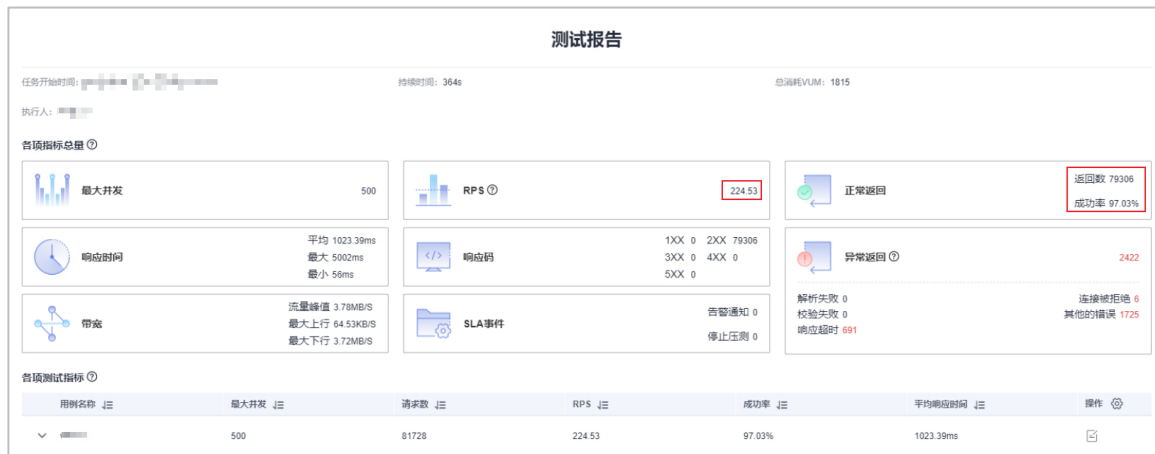 测试报告
任务开始时间:
持续时间: 364s
总消耗VUM: 1815
执行人:
各项指标总量
最大并发 500
RPS 224.53
正常返回
返回数 79306
成功率 97.03%
响应时间
平均 1023.39ms
最大 5002ms
最小 56ms
响应码
1XX 0 2XX 79306
3XX 0 4XX 0
5XX 0
异常返回 2422
解析失败 0 连接被拒绝 6
校验失败 0 其他的错误 1725
响应超时 691
带宽
流量峰值 3.78MB/S
最大上行 64.53KB/S
最大下行 3.72MB/S
SLA事件
告警通知 0
停止压测 0
各项测试指标
用例名称 最大并发 请求数 RPS 成功率 平均响应时间 操作
500 81728 224.53 97.03% 1023.39ms